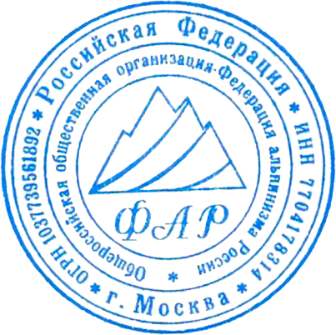 * Российская Федерация *
ИНН 7704178314
* г. Москва *
ОГРН 1037739561892
Общероссийская общественная организация-Федерация альпинизма России *
ФАР